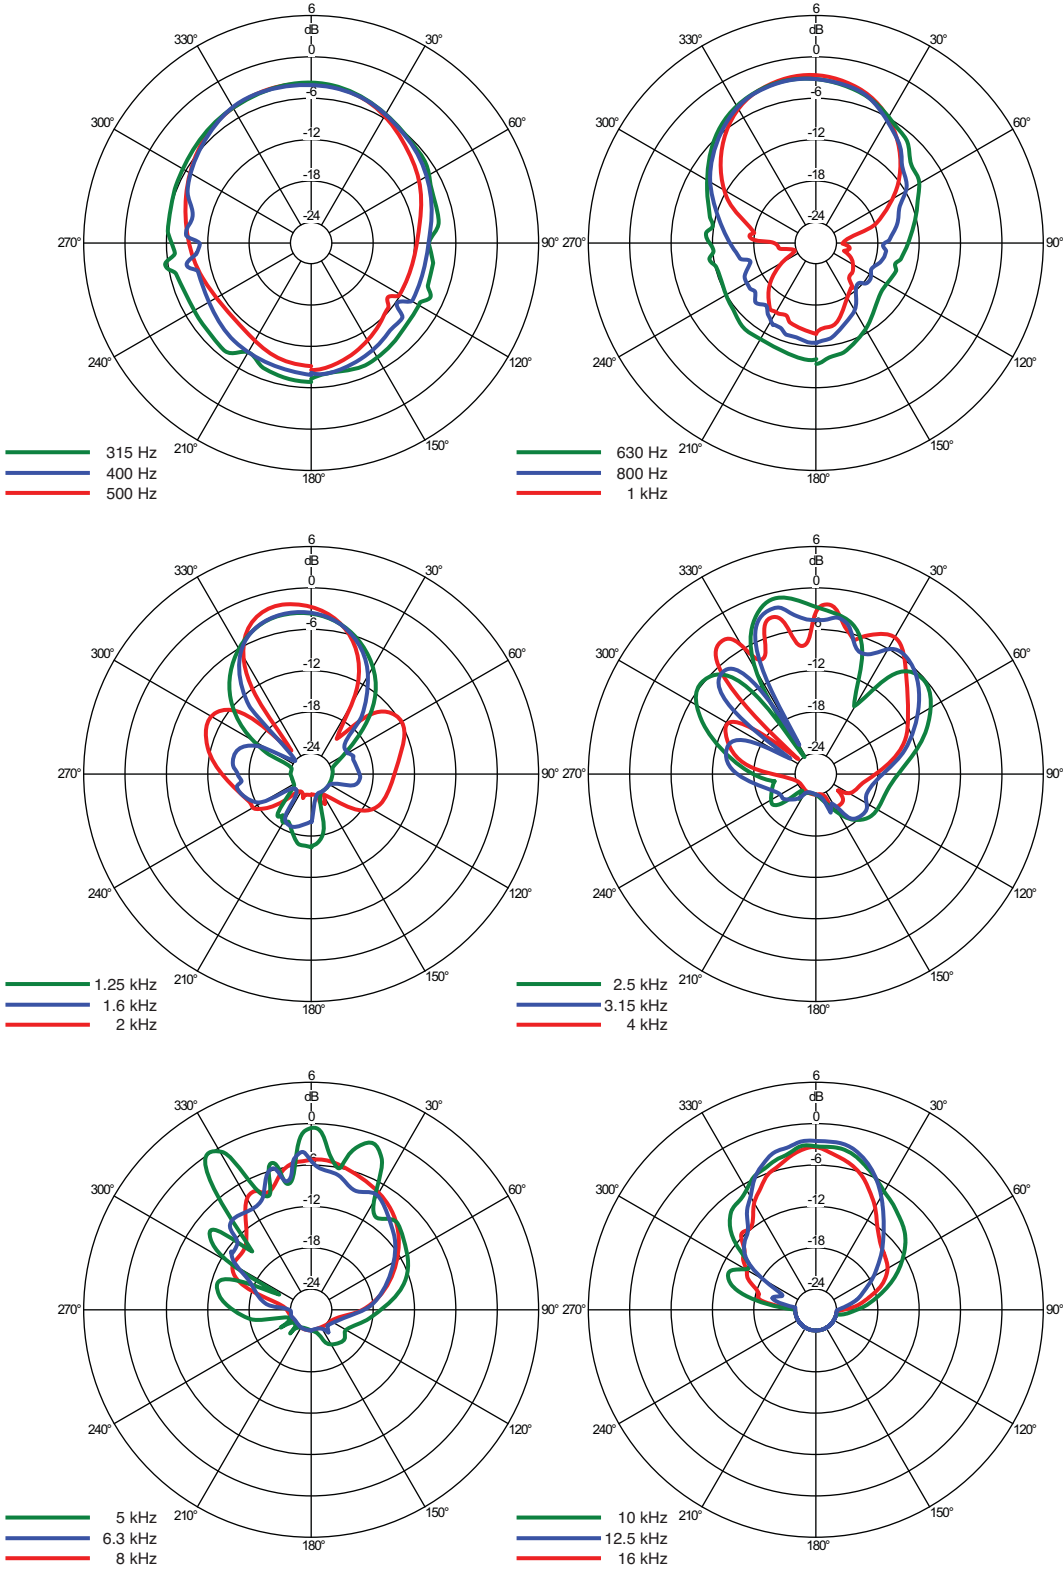 6 6
dB dB
330° 0 30° 330° 0 30°
-6 -6
300° -12 60° 300° -12 60°
-18 -18
-24 -24
270° 90° 270° 90°
240° 120° 240° 120°
315 Hz 210° 150° 630 Hz 210° 150°
400 Hz 180° 800 Hz 180°
500 Hz 1 kHz
6 6
dB dB
330° 0 30° 330° 0 30°
-6 -6
300° -12 60° 300° -12 60°
-18 -18
-24 -24
270° 90° 270° 90°
240° 120° 240° 120°
1.25 kHz 210° 150° 2.5 kHz 210° 150°
1.6 kHz 180° 3.15 kHz 180°
2 kHz 4 kHz
6 6
dB dB
330° 0 30° 330° 0 30°
-6 -6
300° -12 60° 300° -12 60°
-18 -18
-24 -24
270° 90° 270° 90°
240° 120° 240° 120°
5 kHz 210° 150° 10 kHz 210° 150°
6.3 kHz 180° 12.5 kHz 180°
8 kHz 16 kHz